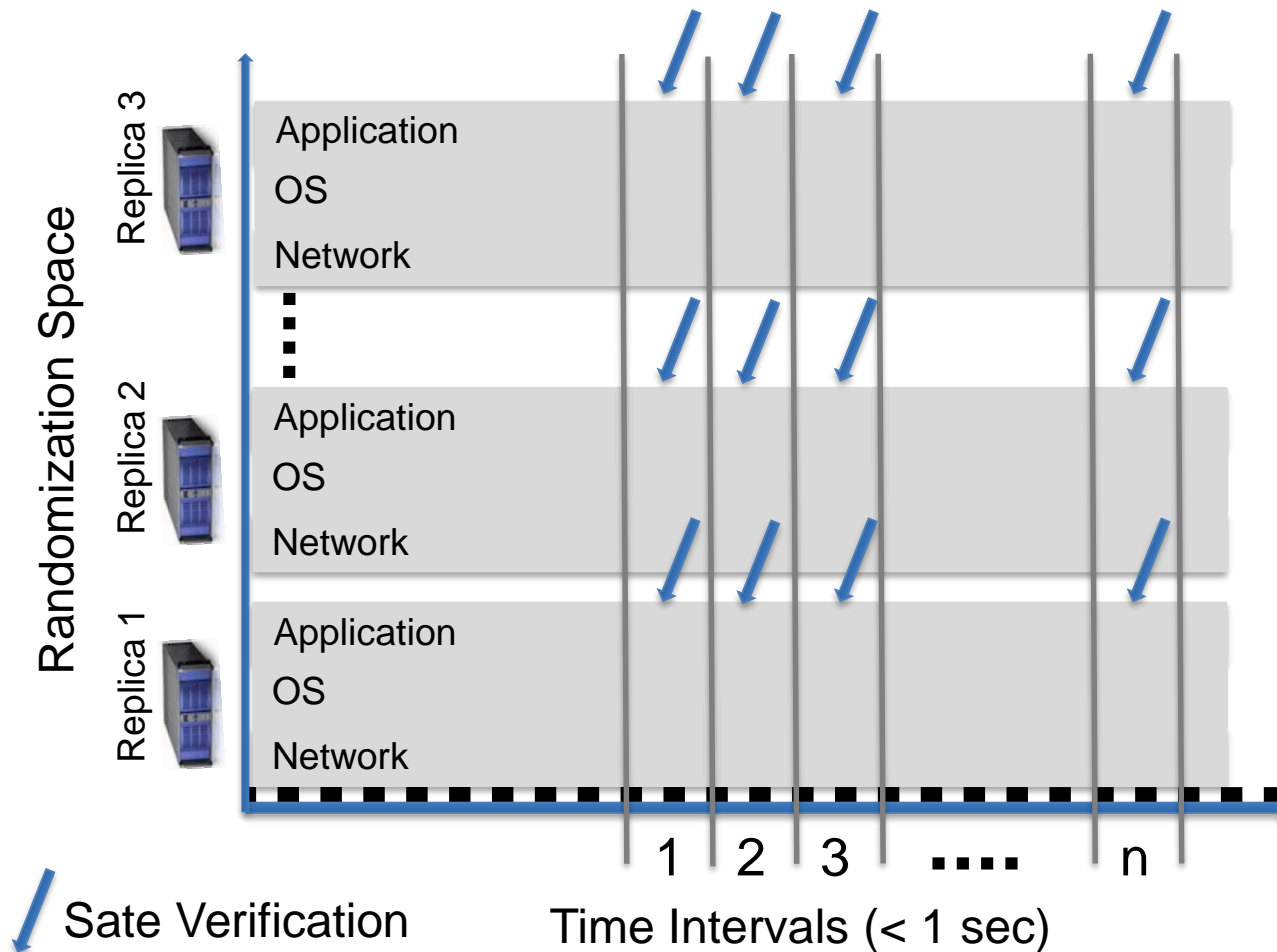 Randomization Space
Replica 3
Application
OS
Network
Replica 2
Application
OS
Network
Replica 1
Application
OS
Network
1 2 3 .... n
Sate Verification
Time Intervals (< 1 sec)